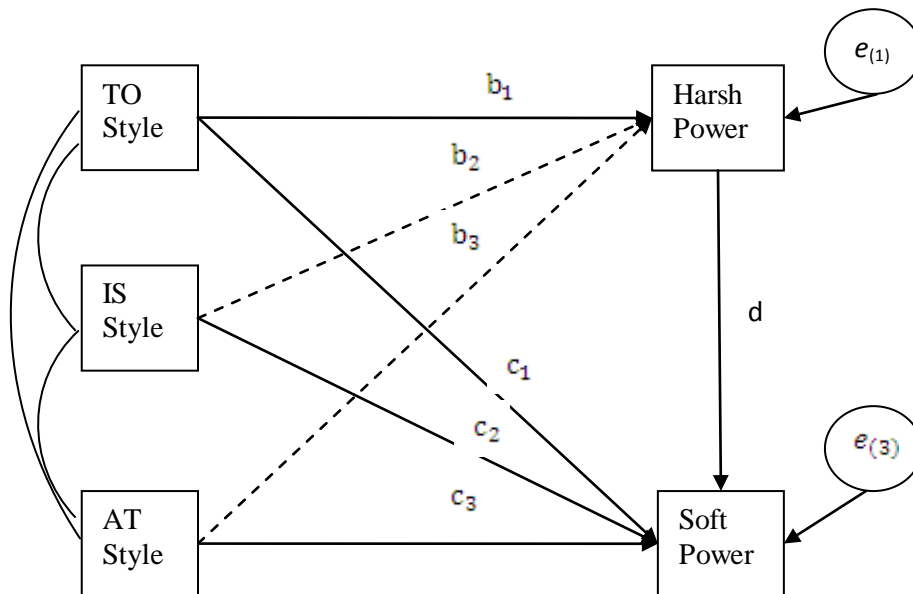 TO
Style
b₁
Harsh
Power
e₍₁₎
b₂
b₃
IS
Style
d
c₁
c₂
e₍₃₎
c₃
AT
Style
Soft
Power